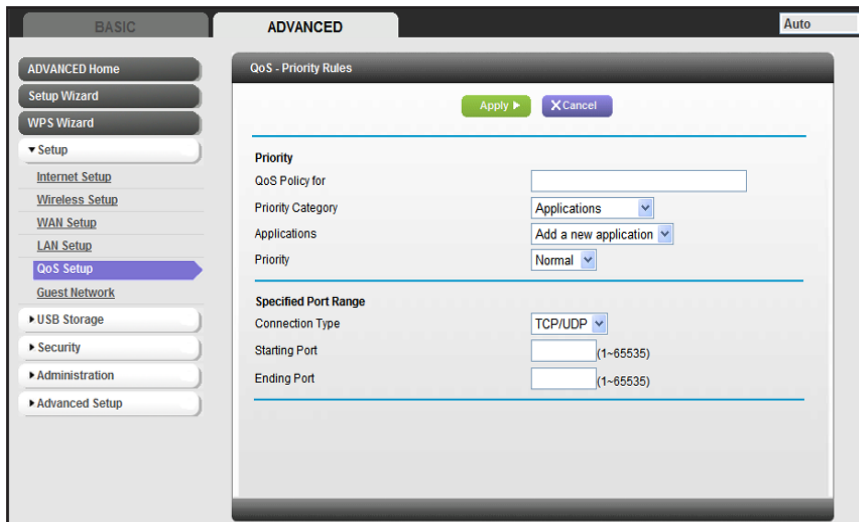 BASIC
ADVANCED
Auto
ADVANCED Home
Setup Wizard
WPS Wizard
▼ Setup
Internet Setup
Wireless Setup
WAN Setup
LAN Setup
QoS Setup
Guest Network
▶ USB Storage
▶ Security
▶ Administration
▶ Advanced Setup
QoS - Priority Rules
Apply ▶ X Cancel
Priority
QoS Policy for
Priority Category Applications
Applications Add a new application
Priority Normal
Specified Port Range
Connection Type TCP/UDP
Starting Port (1~65535)
Ending Port (1~65535)